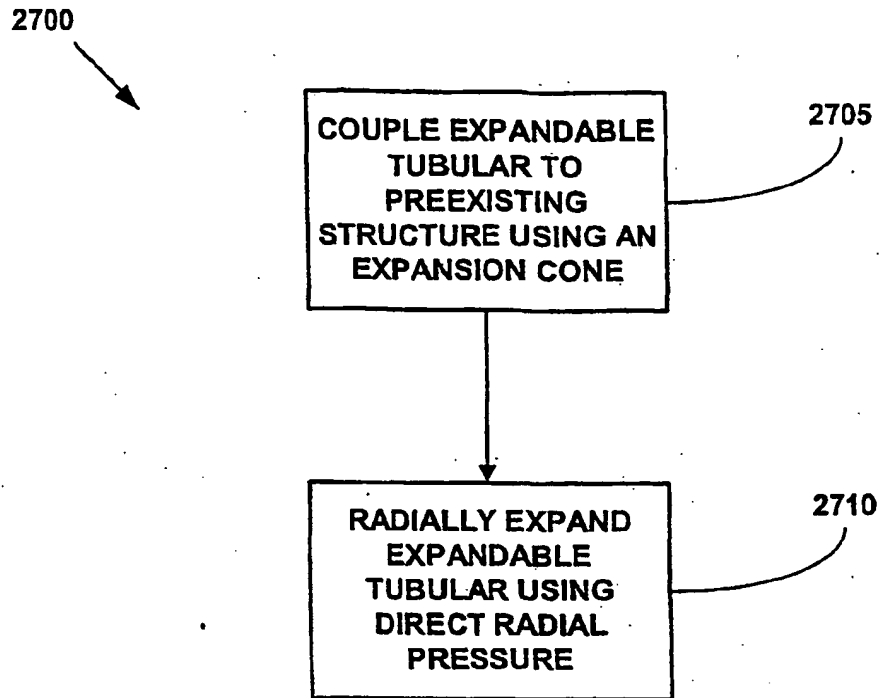 2700
COUPLE EXPANDABLE
TUBULAR TO
PREEXISTING
STRUCTURE USING AN
EXPANSION CONE
2705
RADIALLY EXPAND
EXPANDABLE
TUBULAR USING
DIRECT RADIAL
PRESSURE
2710